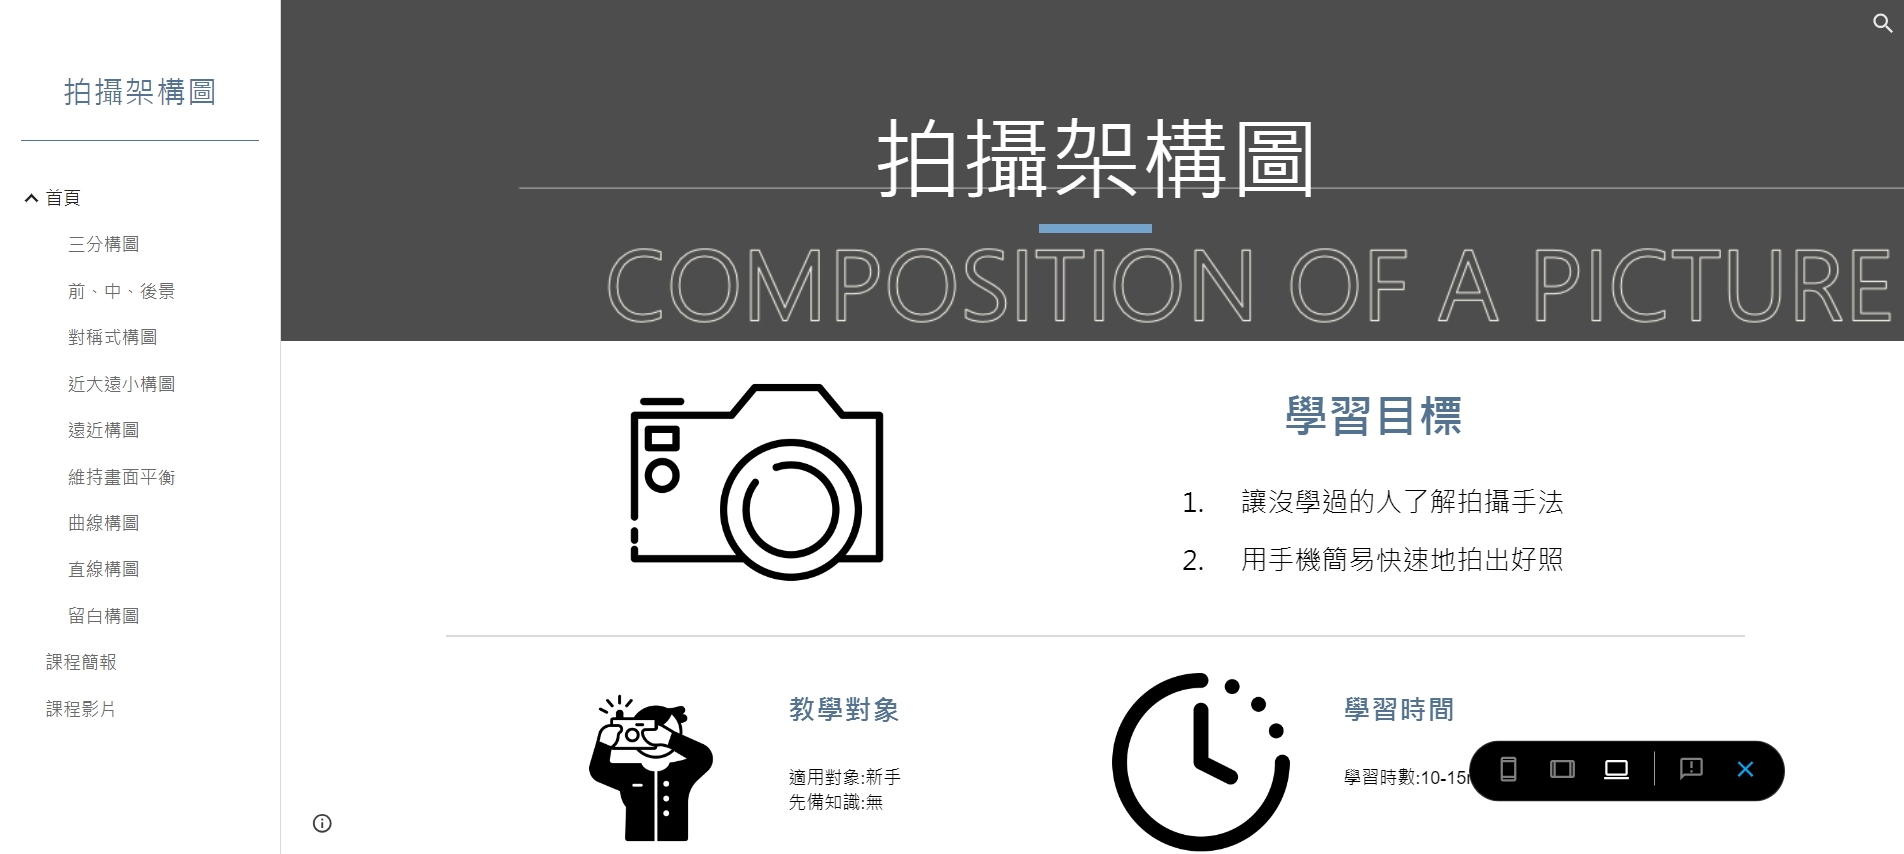 拍攝架構圖
首頁
三分構圖
前、中、後景
對稱式構圖
近大遠小構圖
遠近構圖
維持畫面平衡
曲線構圖
直線構圖
留白構圖
課程簡報
課程影片
拍攝架構圖
COMPOSITION OF A PICTURE
學習目標
1. 讓沒學過的人了解拍攝手法
2. 用手機簡易快速地拍出好照
教學對象
適用對象:新手
先備知識:無
學習時間
學習時數:10-15